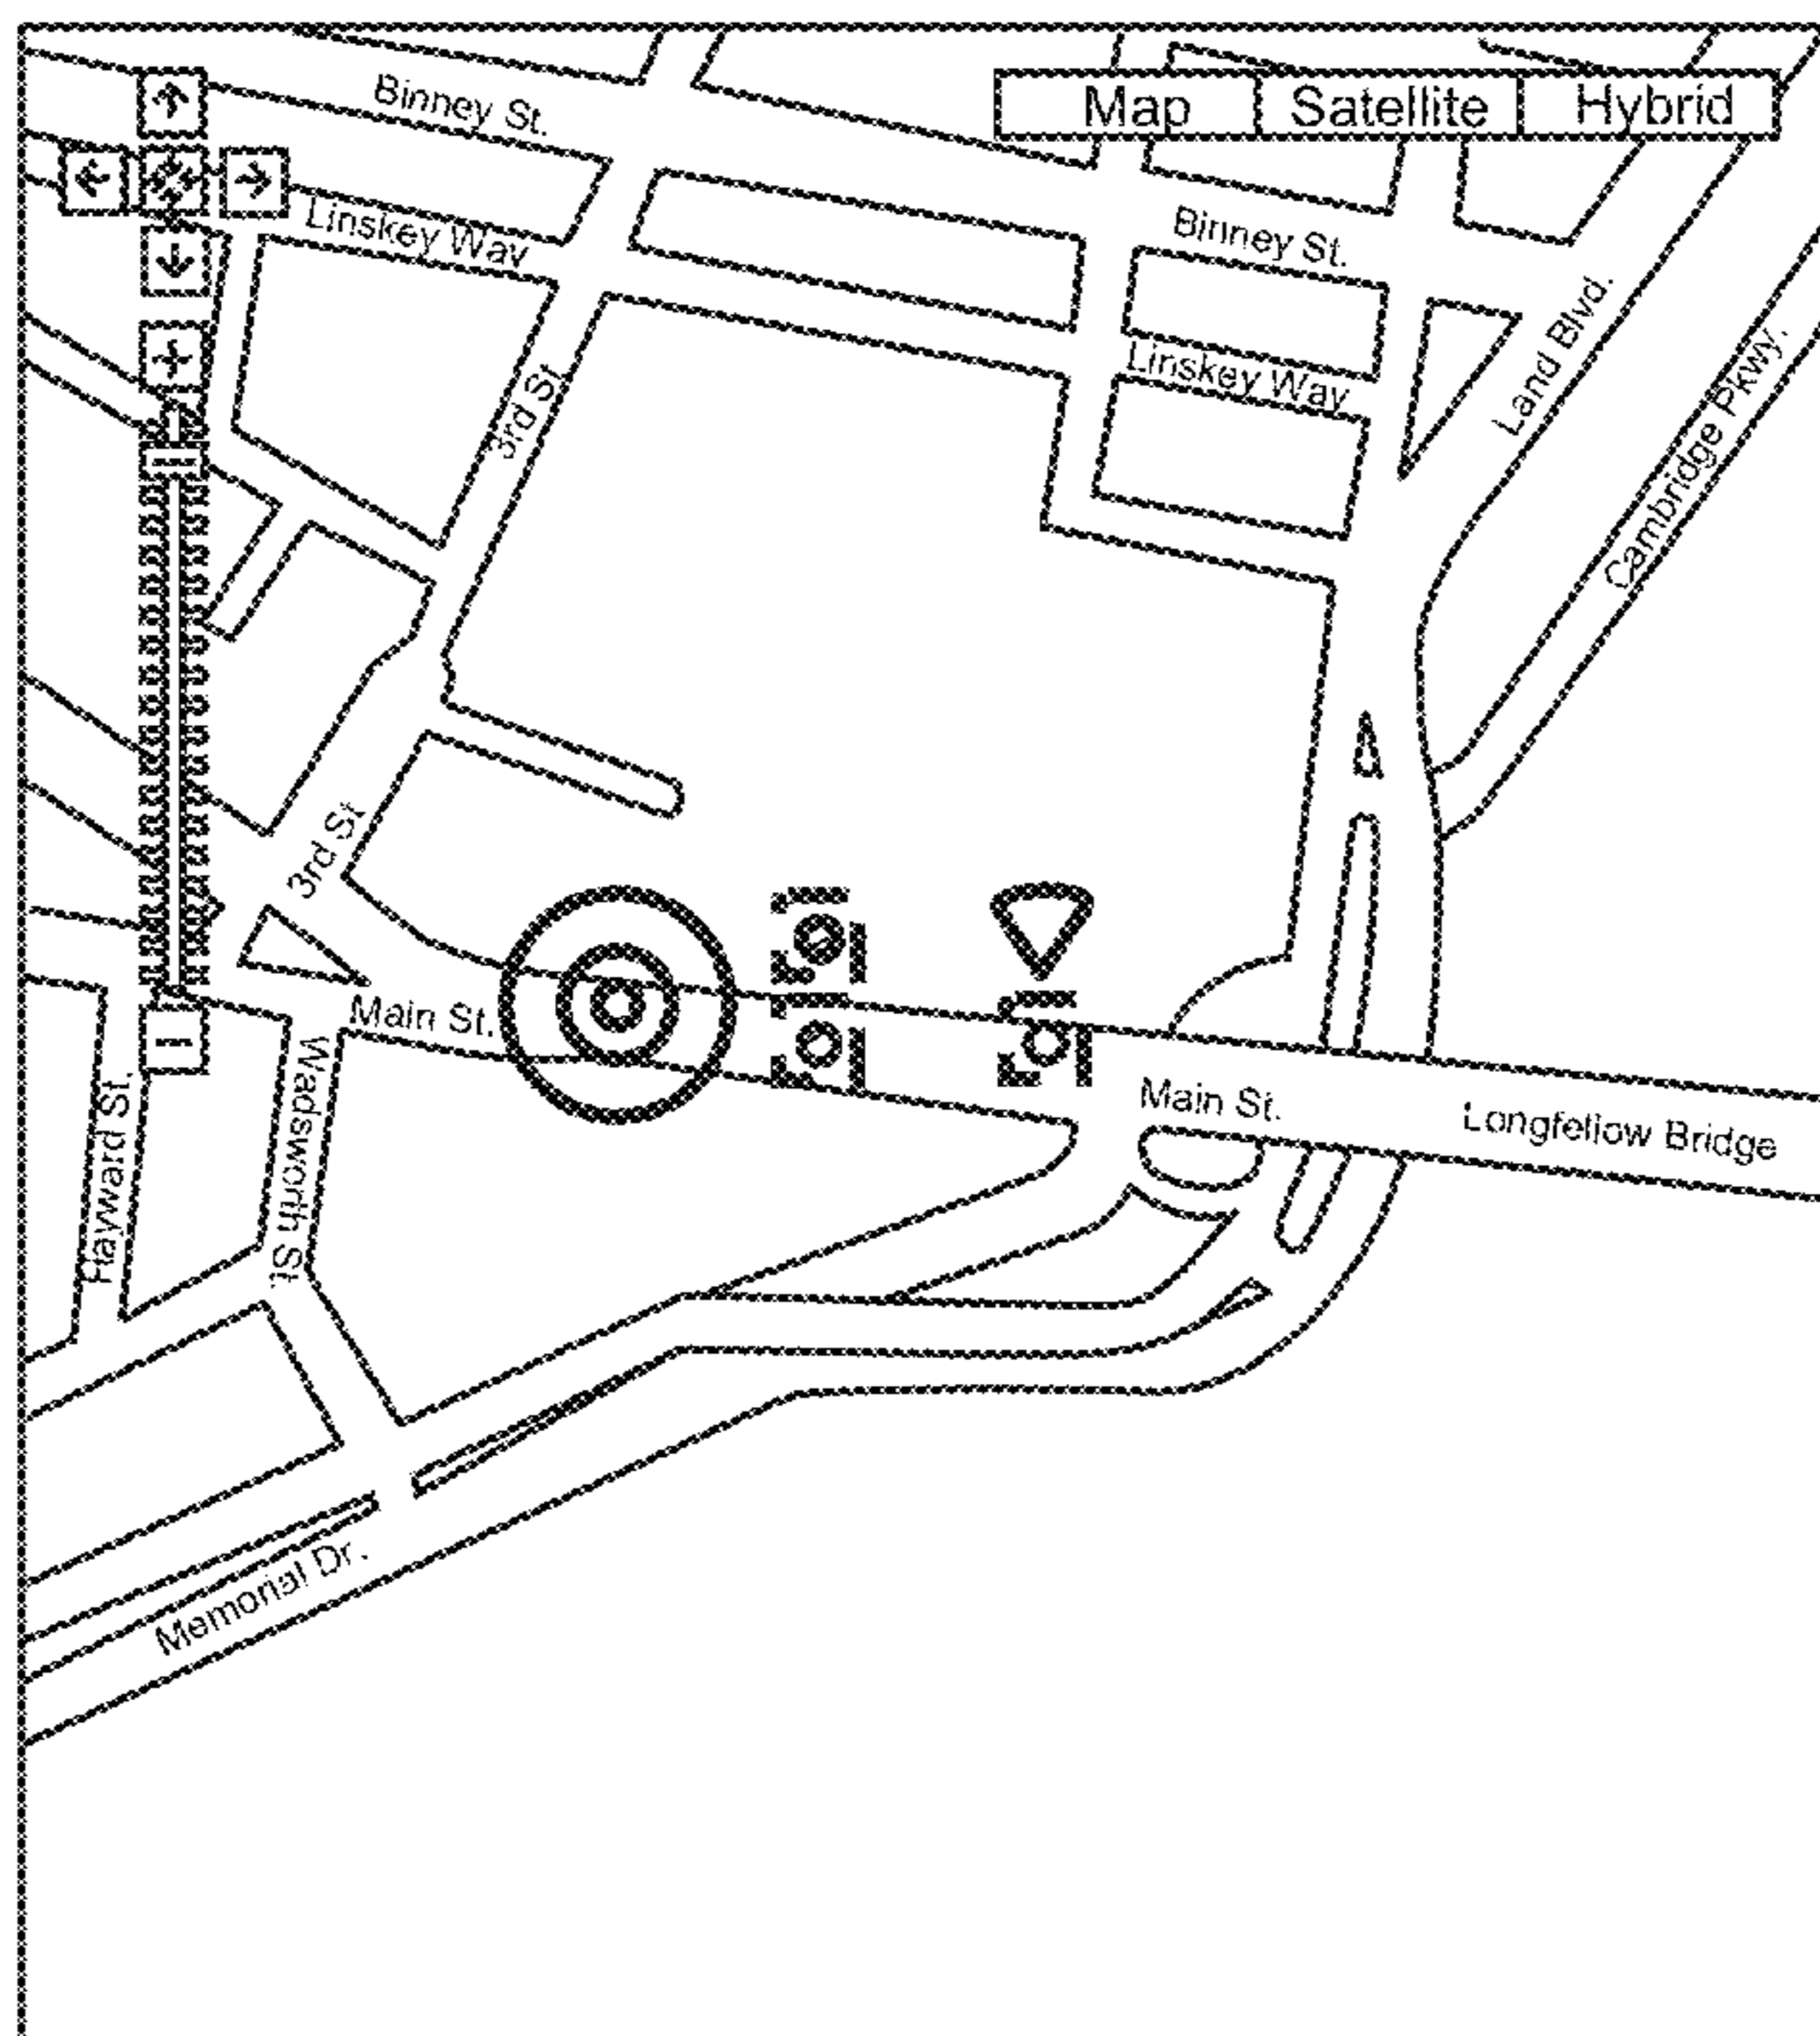 Binney St.
Map Satellite Hybrid
Linskey Way
Binney St.
Land Blvd.
Linskey Way
Cambridge Pkwy.
3rd St.
3rd St
Main St.
Wadsworth St.
Hayward St.
Main St.
Longfellow Bridge
Memorial Dr.